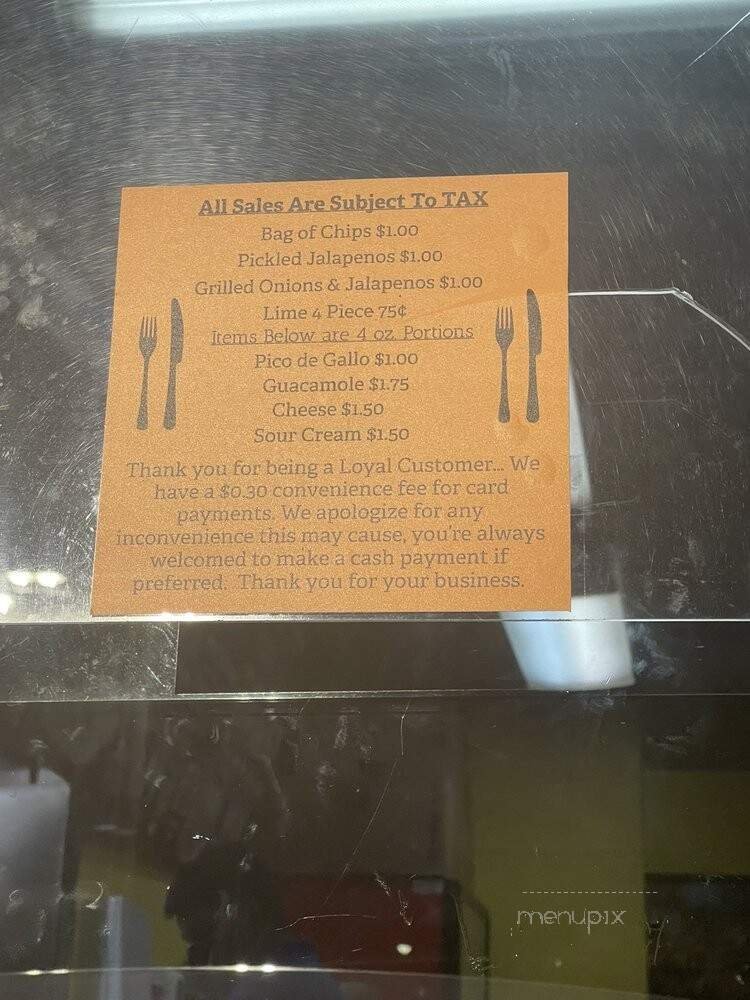 All Sales Are Subject To TAX
Bag of Chips $1.00
Pickled Jalapenos $1.00
Grilled Onions & Jalapenos $1.00
Lime 4 Piece 75¢
Items Below are 4 oz. Portions
Pico de Gallo $1.00
Guacamole $1.75
Cheese $1.50
Sour Cream $1.50
Thank you for being a Loyal Customer... We
have a $0.30 convenience fee for card
payments. We apologize for any
inconvenience this may cause, you're always
welcomed to make a cash payment if
preferred. Thank you for your business.
menupix